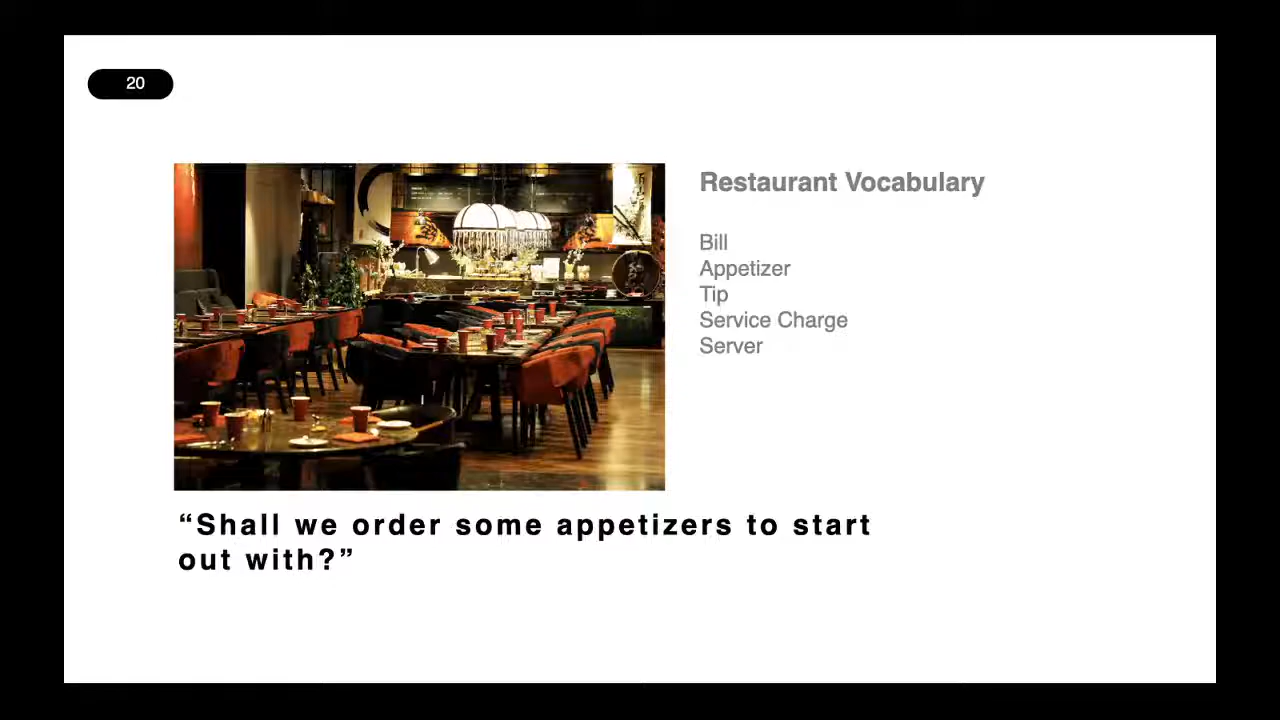 20
Restaurant Vocabulary
Bill
Appetizer
Tip
Service Charge
Server
“Shall we order some appetizers to start
out with?”